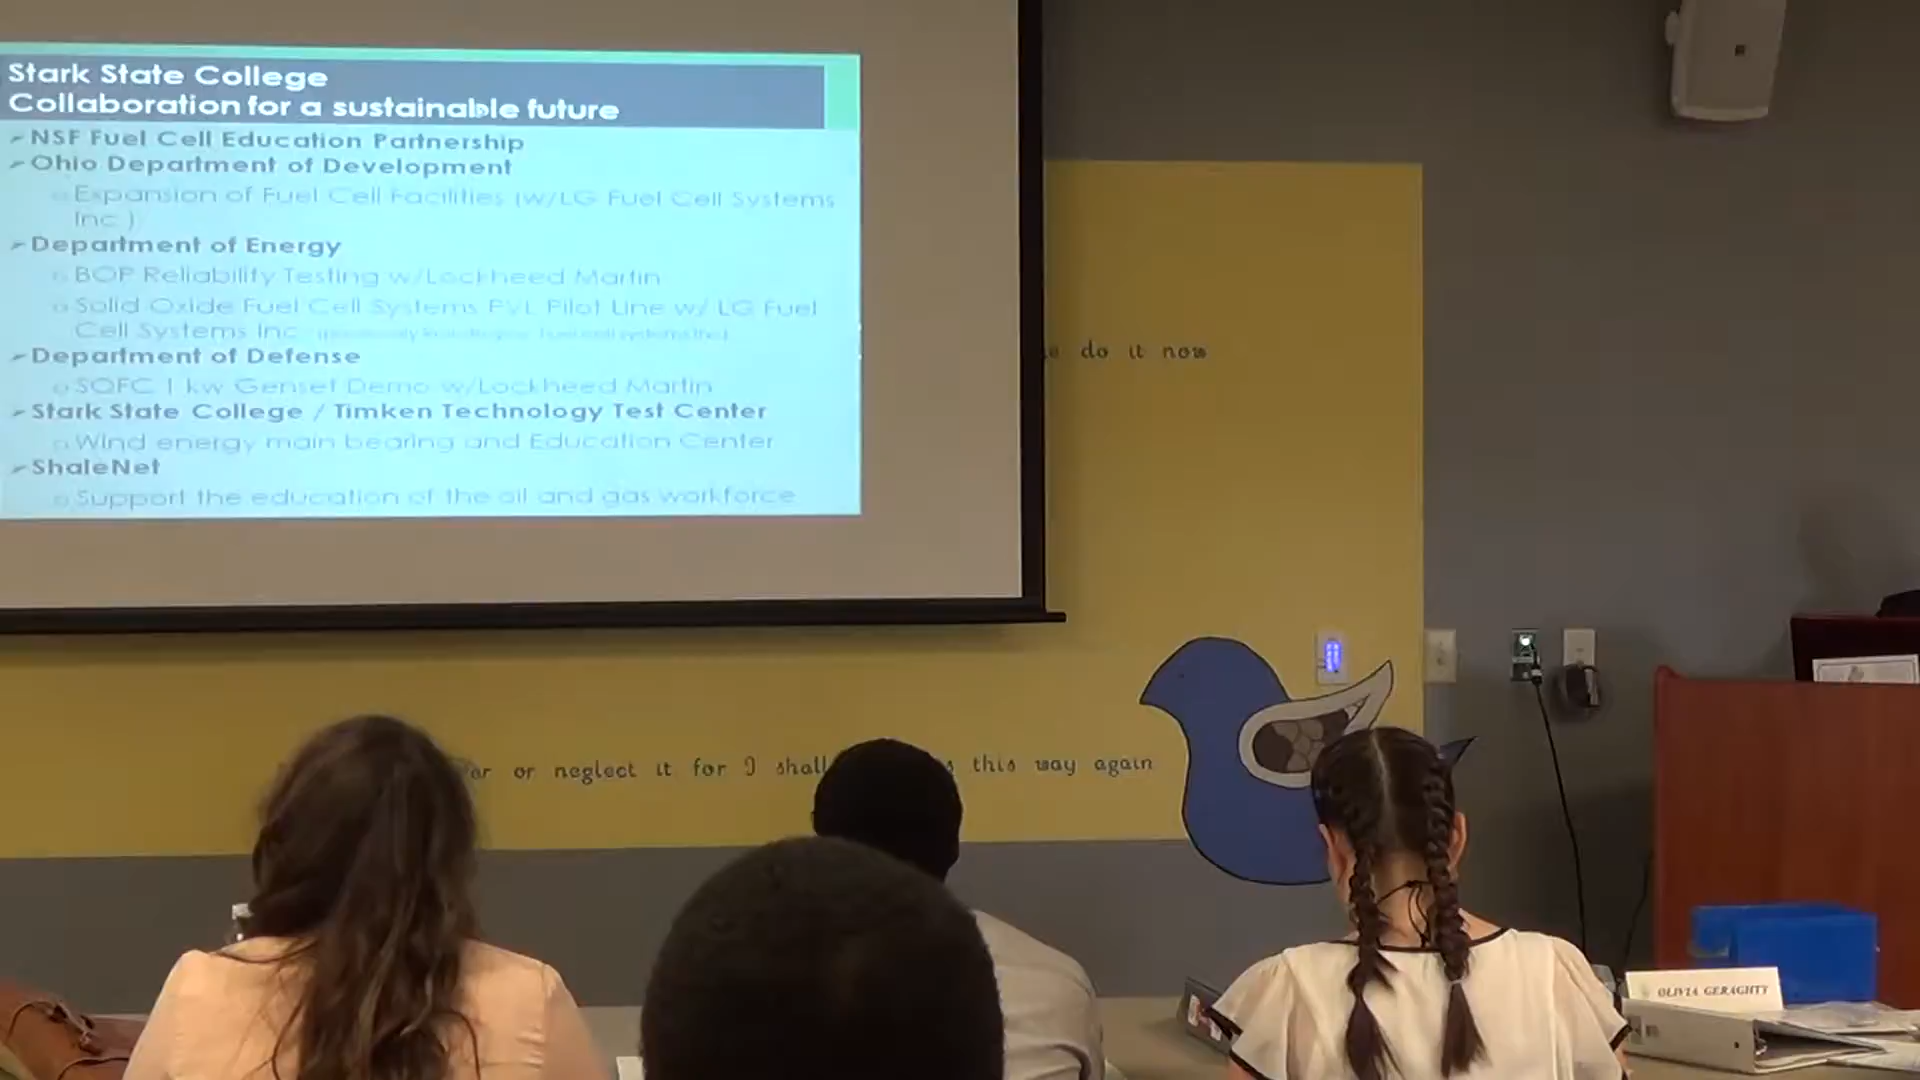 Stark State College
Collaboration for a sustainable future
➢NSF Fuel Cell Education Partnership
➢Ohio Department of Development
o Expansion of Fuel Cell Facilities (w/LG Fuel Cell Systems
Inc.)
➢Department of Energy
o BOP Reliability Testing w/Lockheed Martin
o Solid Oxide Fuel Cell Systems PVL Pilot Line w/ LG Fuel
Cell Systems Inc
➢Department of Defense
o SOFC 1 kw Genset Demo w/Lockheed Martin
➢Stark State College / Timken Technology Test Center
o Wind energy main bearing and Education Center
➢ShaleNet
o Support the education of the oil and gas workforce
do it now
or neglect it for I shall this way again
OLIVIA GERAGHTY